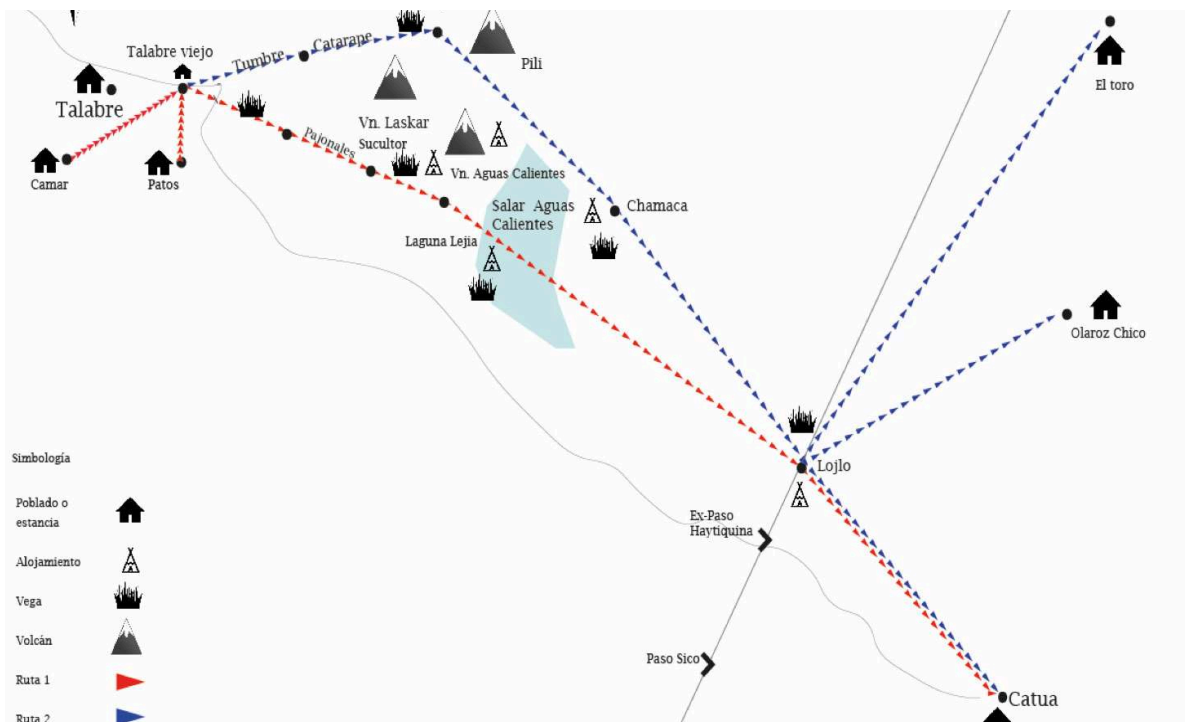 Talabre viejo
Tumbre
Catarape
Pili
Talabre
Vn. Laskar
Sucultor
Pajonales
Camar
Patos
Vn. Aguas Calientes
Salar Aguas
Calientes
Chamaca
Laguna Lejia
El toro
Olaroz Chico
Lojlo
Ex-Paso
Haytiquina
Paso Sico
Catua
Simbología
Poblado o
estancia
Alojamiento
Vega
Volcán
Ruta 1
Ruta 2